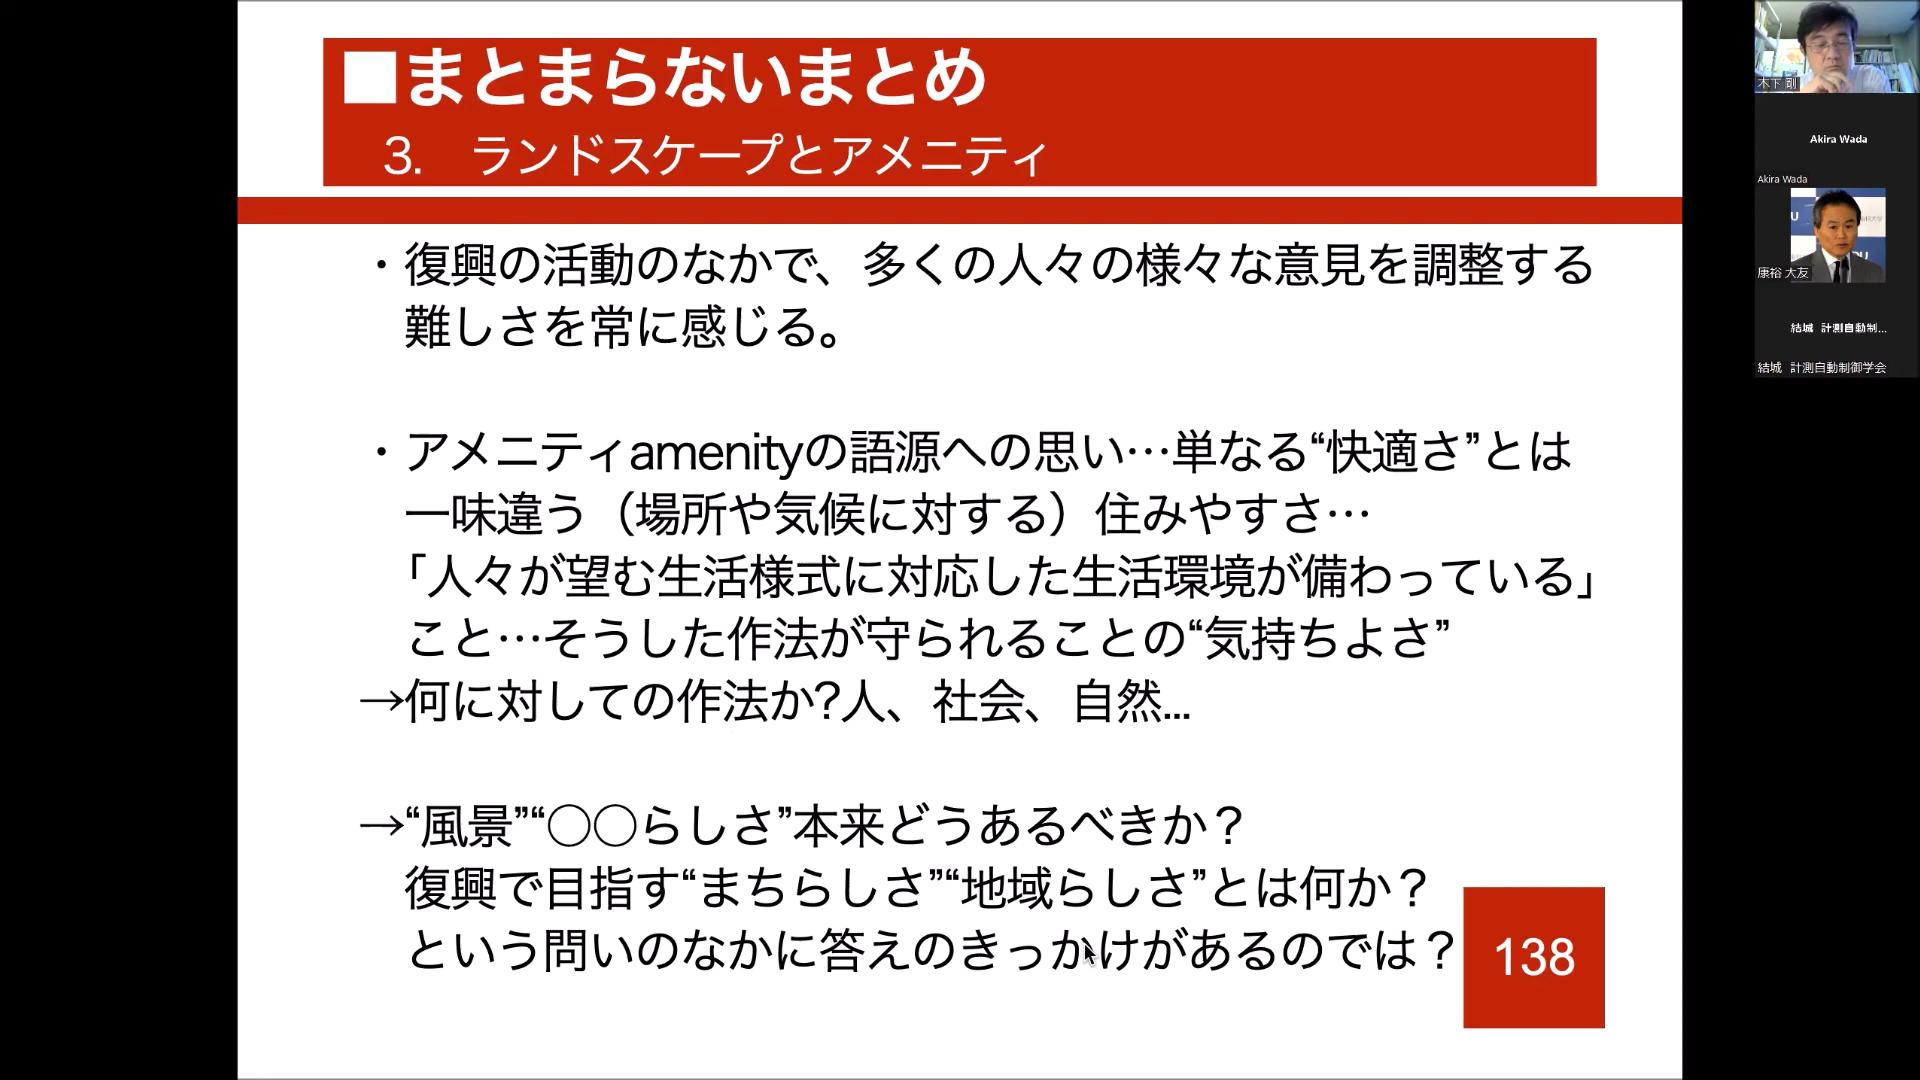 ■まとまらないまとめ
3.　ランドスケープとアメニティ
・復興の活動のなかで、多くの人々の様々な意見を調整する
難しさを常に感じる。
・アメニティamenityの語源への思い…単なる“快適さ”とは
一味違う（場所や気候に対する）住みやすさ…
「人々が望む生活様式に対応した生活環境が備わっている」
こと…そうした作法が守られることの“気持ちよさ”
→何に対しての作法か?人、社会、自然...
→“風景”“○○らしさ”本来どうあるべきか？
復興で目指す“まちらしさ”“地域らしさ”とは何か？
という問いのなかに答えのきっかけがあるのでは？
138
木下 剛
Akira Wada
Akira Wada
康裕 大友
結城 計測自動制...
結城 計測自動制御学会